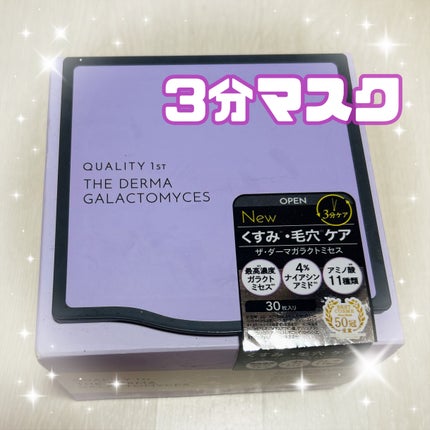 3分マスク
QUALITY 1ST
THE DERMA
GALACTOMYCES
OPEN
New
3分ケア
くすみ・毛穴 ケア
ザ・ダーマガラクトミセス
最高濃度
ガラクト
ミセス
4%
ナイアシン
アミド
アミノ酸
11種類
30枚入り
50冠